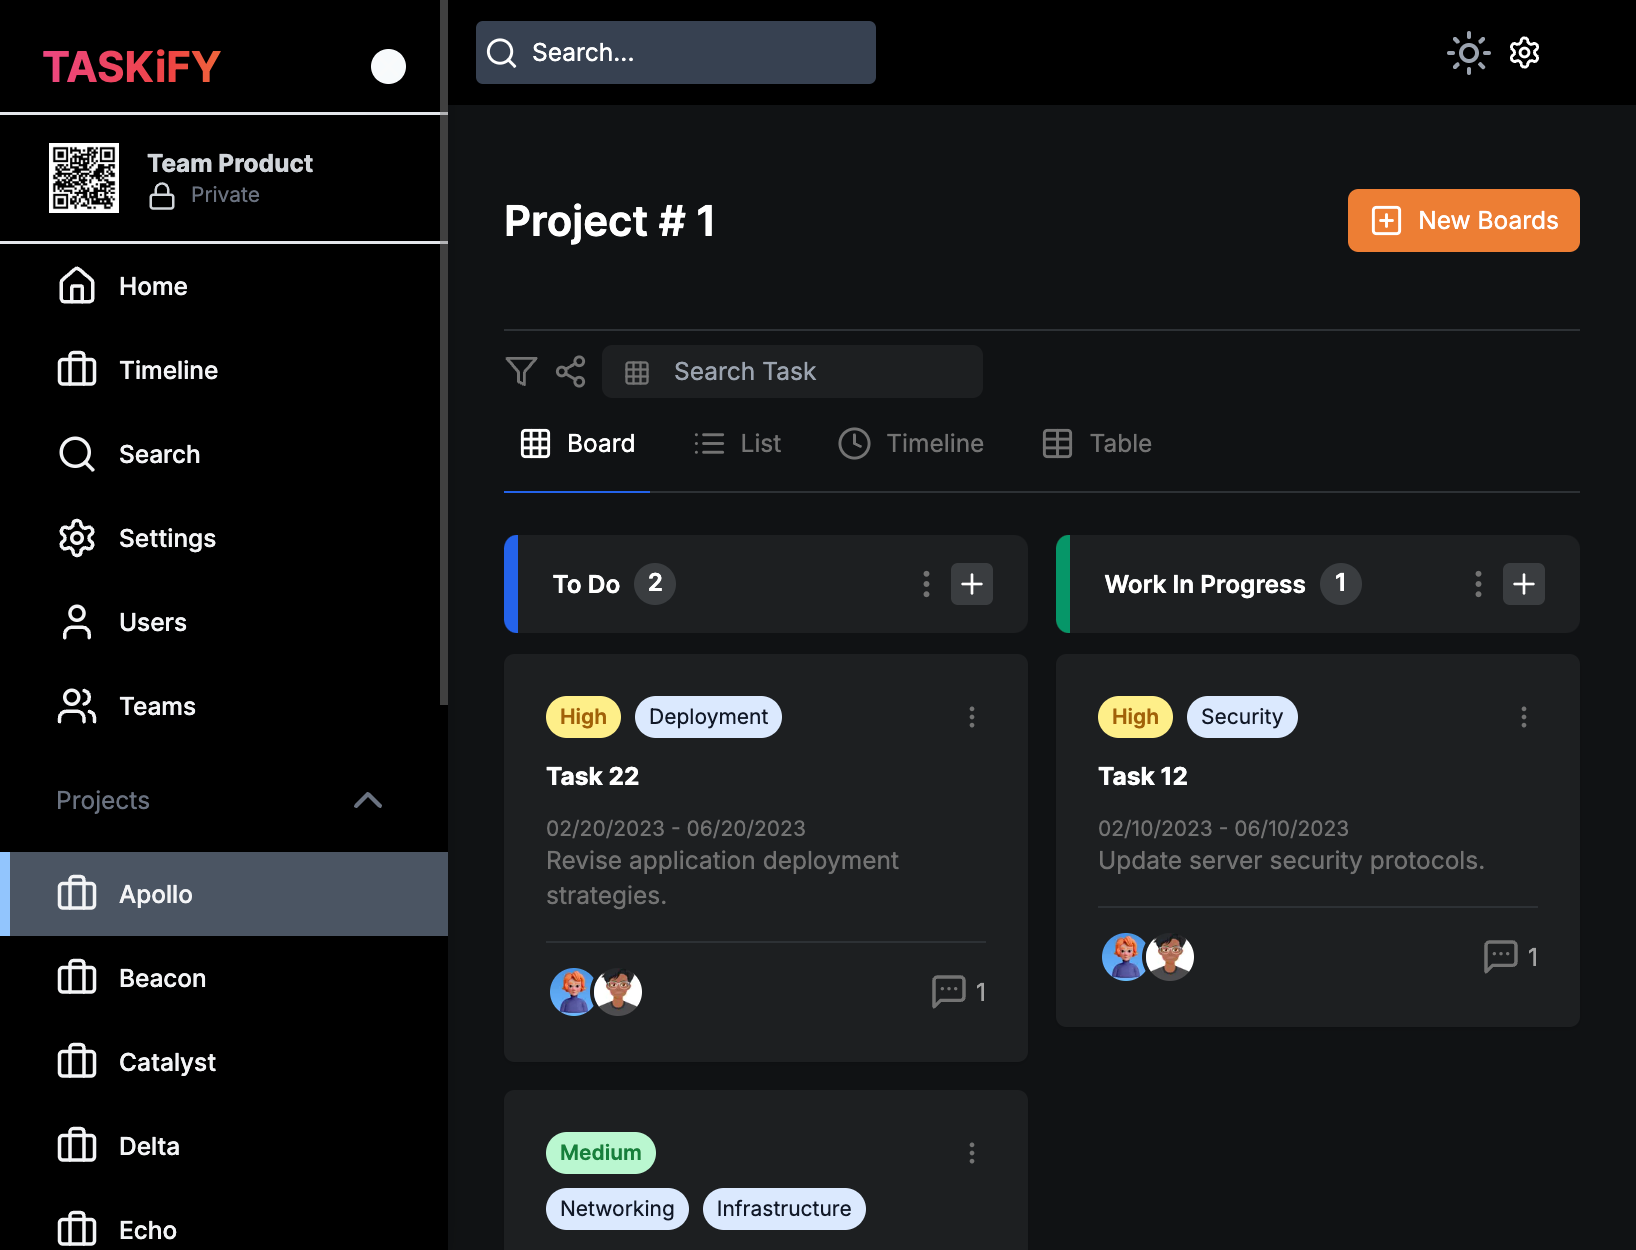 TASKiFY
Search...
Team Product
Private
Home
Timeline
Search
Settings
Users
Teams
Projects
Apollo
Beacon
Catalyst
Delta
Echo
Project # 1
New Boards
Search Task
Board
List
Timeline
Table
To Do 2
High
Deployment
Task 22
02/20/2023 - 06/20/2023
Revise application deployment
strategies.
1
Medium
Networking
Infrastructure
Work In Progress 1
High
Security
Task 12
02/10/2023 - 06/10/2023
Update server security protocols.
1